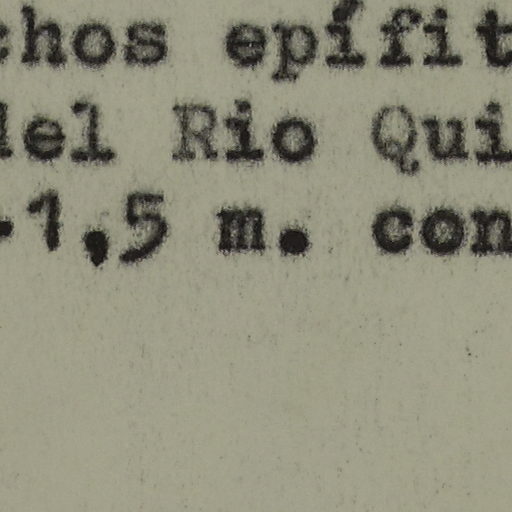 chos epífit
del Rio Qui
-1,5 m. con